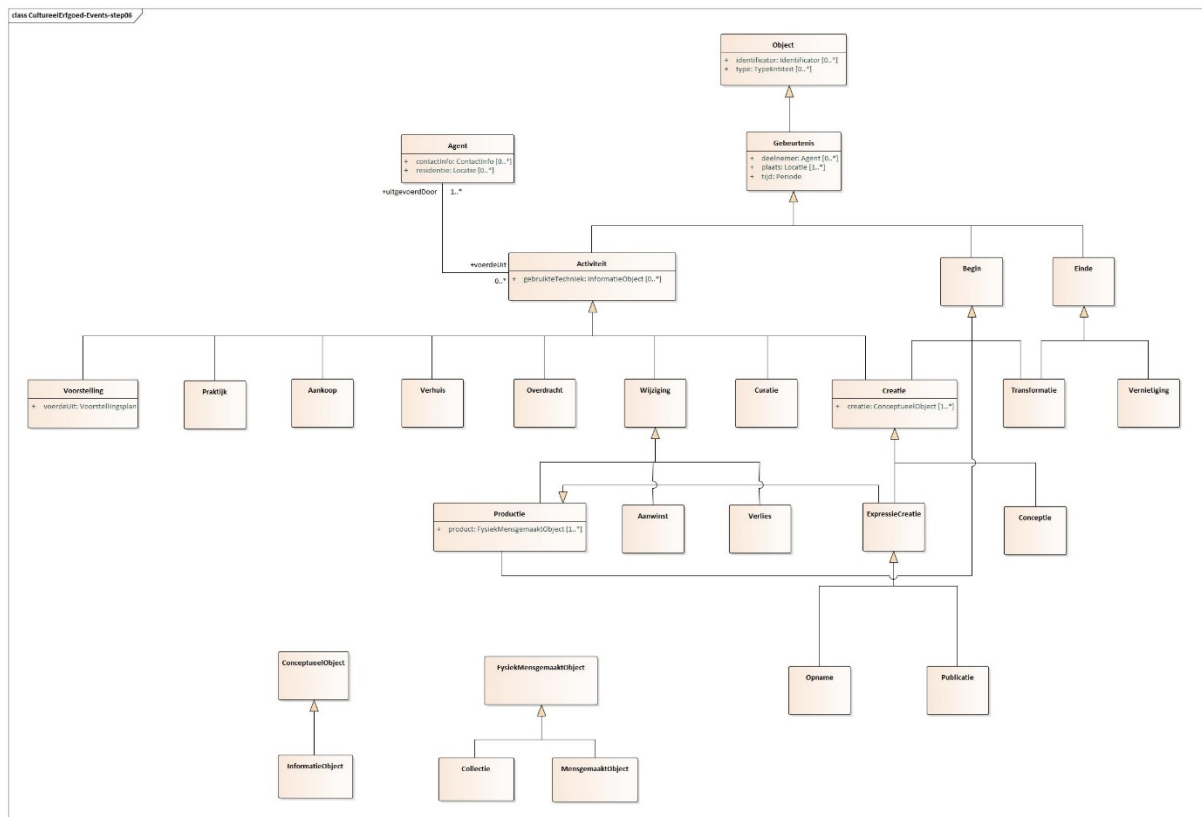 class CultureelErfgoed-Events-step06
Object
+ identificator: Identificator [0..*]
+ type: TypeEntiteit [0..*]
Agent
+ contactInfo: ContactInfo [0..*]
+ residentie: Locatie [0..*]
Gebeurtenis
+ deelnemer: Agent [0..*]
+ plaats: Locatie [1..*]
+ tijd: Periode
+uitgevoerdDoor 1..*
+voerdeUit
0..*
Activiteit
+ gebruikteTechniek: InformatieObject [0..*]
Begin
Einde
Voorstelling
+ voerdeUit: Voorstellingsplan
Praktijk
Aankoop
Verhuis
Overdracht
Wijziging
Curatie
Creatie
+ creatie: ConceptueelObject [1..*]
Transformatie
Vernietiging
Productie
+ product: FysiekMensgemaaktObject [1..*]
Aanwinst
Verlies
ExpressieCreatie
Conceptie
ConceptueelObject
FysiekMensgemaaktObject
Opname
Publicatie
InformatieObject
Collectie
MensgemaaktObject